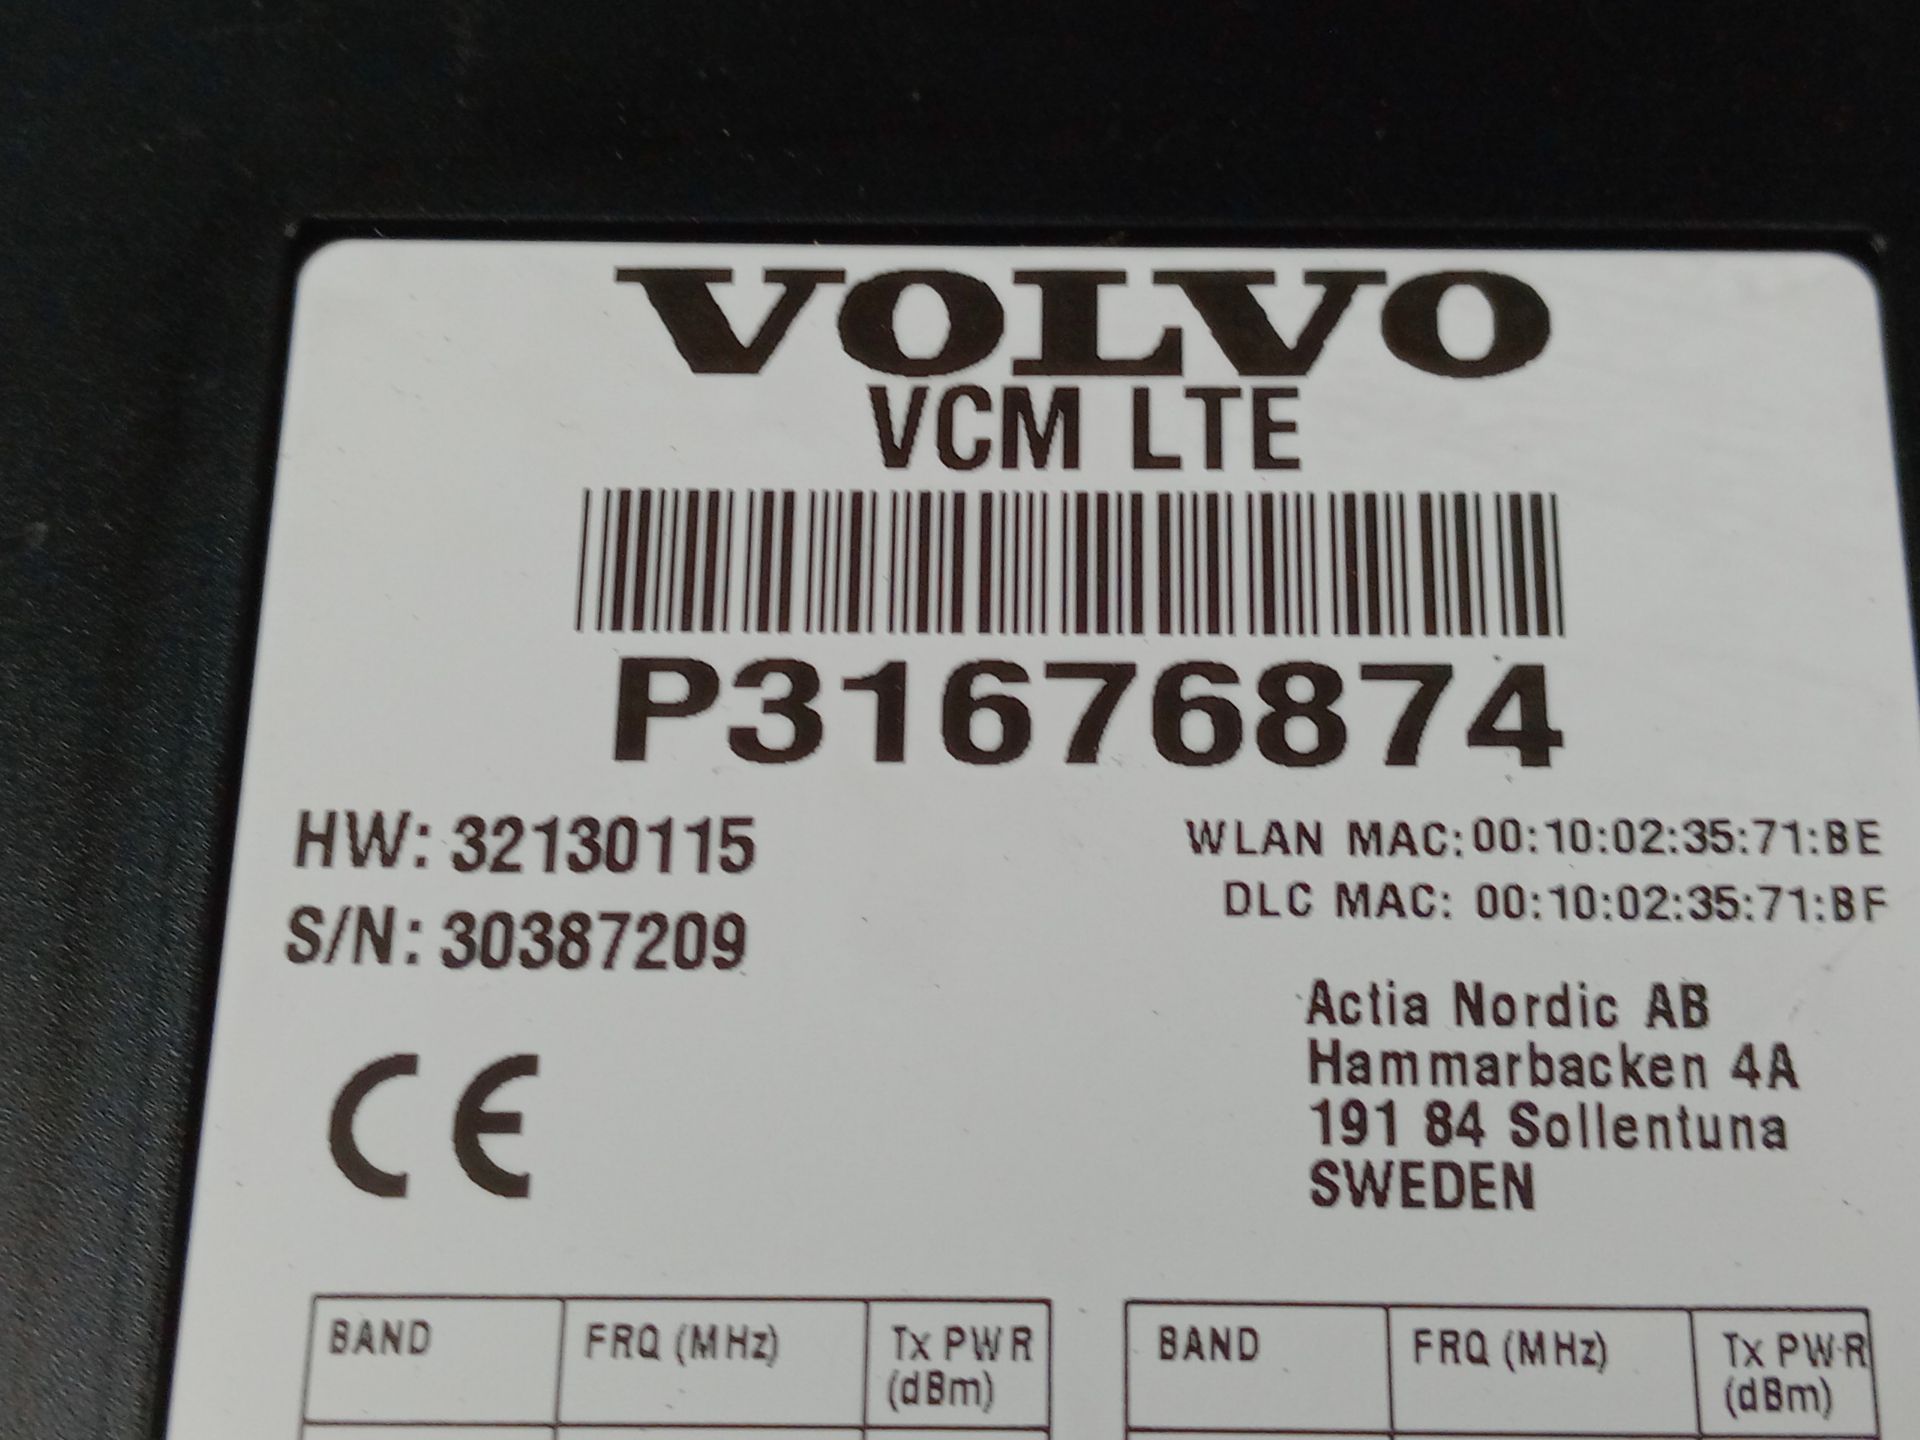 VOLVO
VCM LTE
P31676874
HW: 32130115
S/N: 30387209
WLAN MAC: 00:10:02:35:71:BE
DLC MAC: 00:10:02:35:71:BF
Actia Nordic AB
Hammarbacken 4A
191 84 Sollentuna
SWEDEN
CE
BAND FRQ (MHz) Tx PWR (dBm)
BAND FRQ (MHz) Tx PWR (dBm)